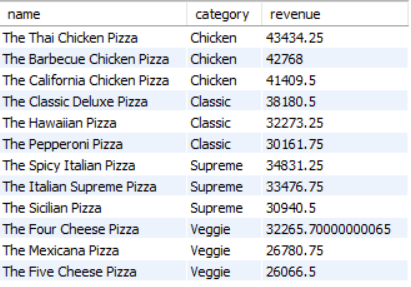 name category revenue
The Thai Chicken Pizza Chicken 43434.25
The Barbecue Chicken Pizza Chicken 42768
The California Chicken Pizza Chicken 41409.5
The Classic Deluxe Pizza Classic 38180.5
The Hawaiian Pizza Classic 32273.25
The Pepperoni Pizza Classic 30161.75
The Spicy Italian Pizza Supreme 34831.25
The Italian Supreme Pizza Supreme 33476.75
The Sicilian Pizza Supreme 30940.5
The Four Cheese Pizza Veggie 32265.70000000065
The Mexicana Pizza Veggie 26780.75
The Five Cheese Pizza Veggie 26066.5